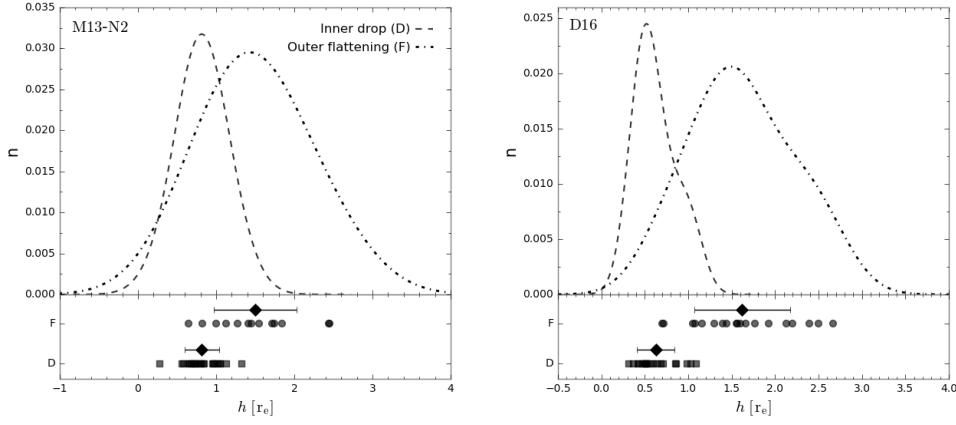 M13-N2
Inner drop (D)
Outer flattening (F)
0.035
0.030
0.025
0.020
0.015
0.010
0.005
0.000
n
F
D
−1
0
1
2
3
4
h [r_e]
D16
0.025
0.020
0.015
0.010
0.005
0.000
n
F
D
−0.5
0.0
0.5
1.0
1.5
2.0
2.5
3.0
3.5
4.0
h [r_e]